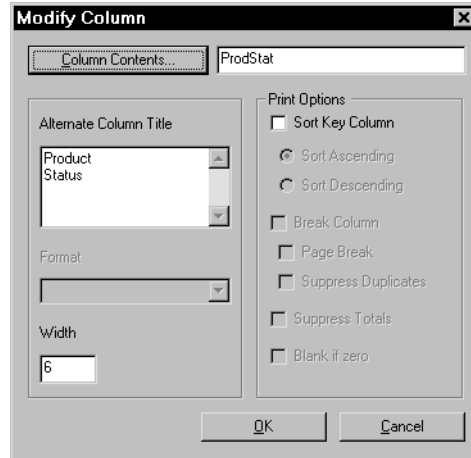 Modify Column
Column Contents...
ProdStat
Alternate Column Title
Product
Status
Format
Width
6
Print Options
Sort Key Column
Sort Ascending
Sort Descending
Break Column
Page Break
Suppress Duplicates
Suppress Totals
Blank if zero
OK
Cancel